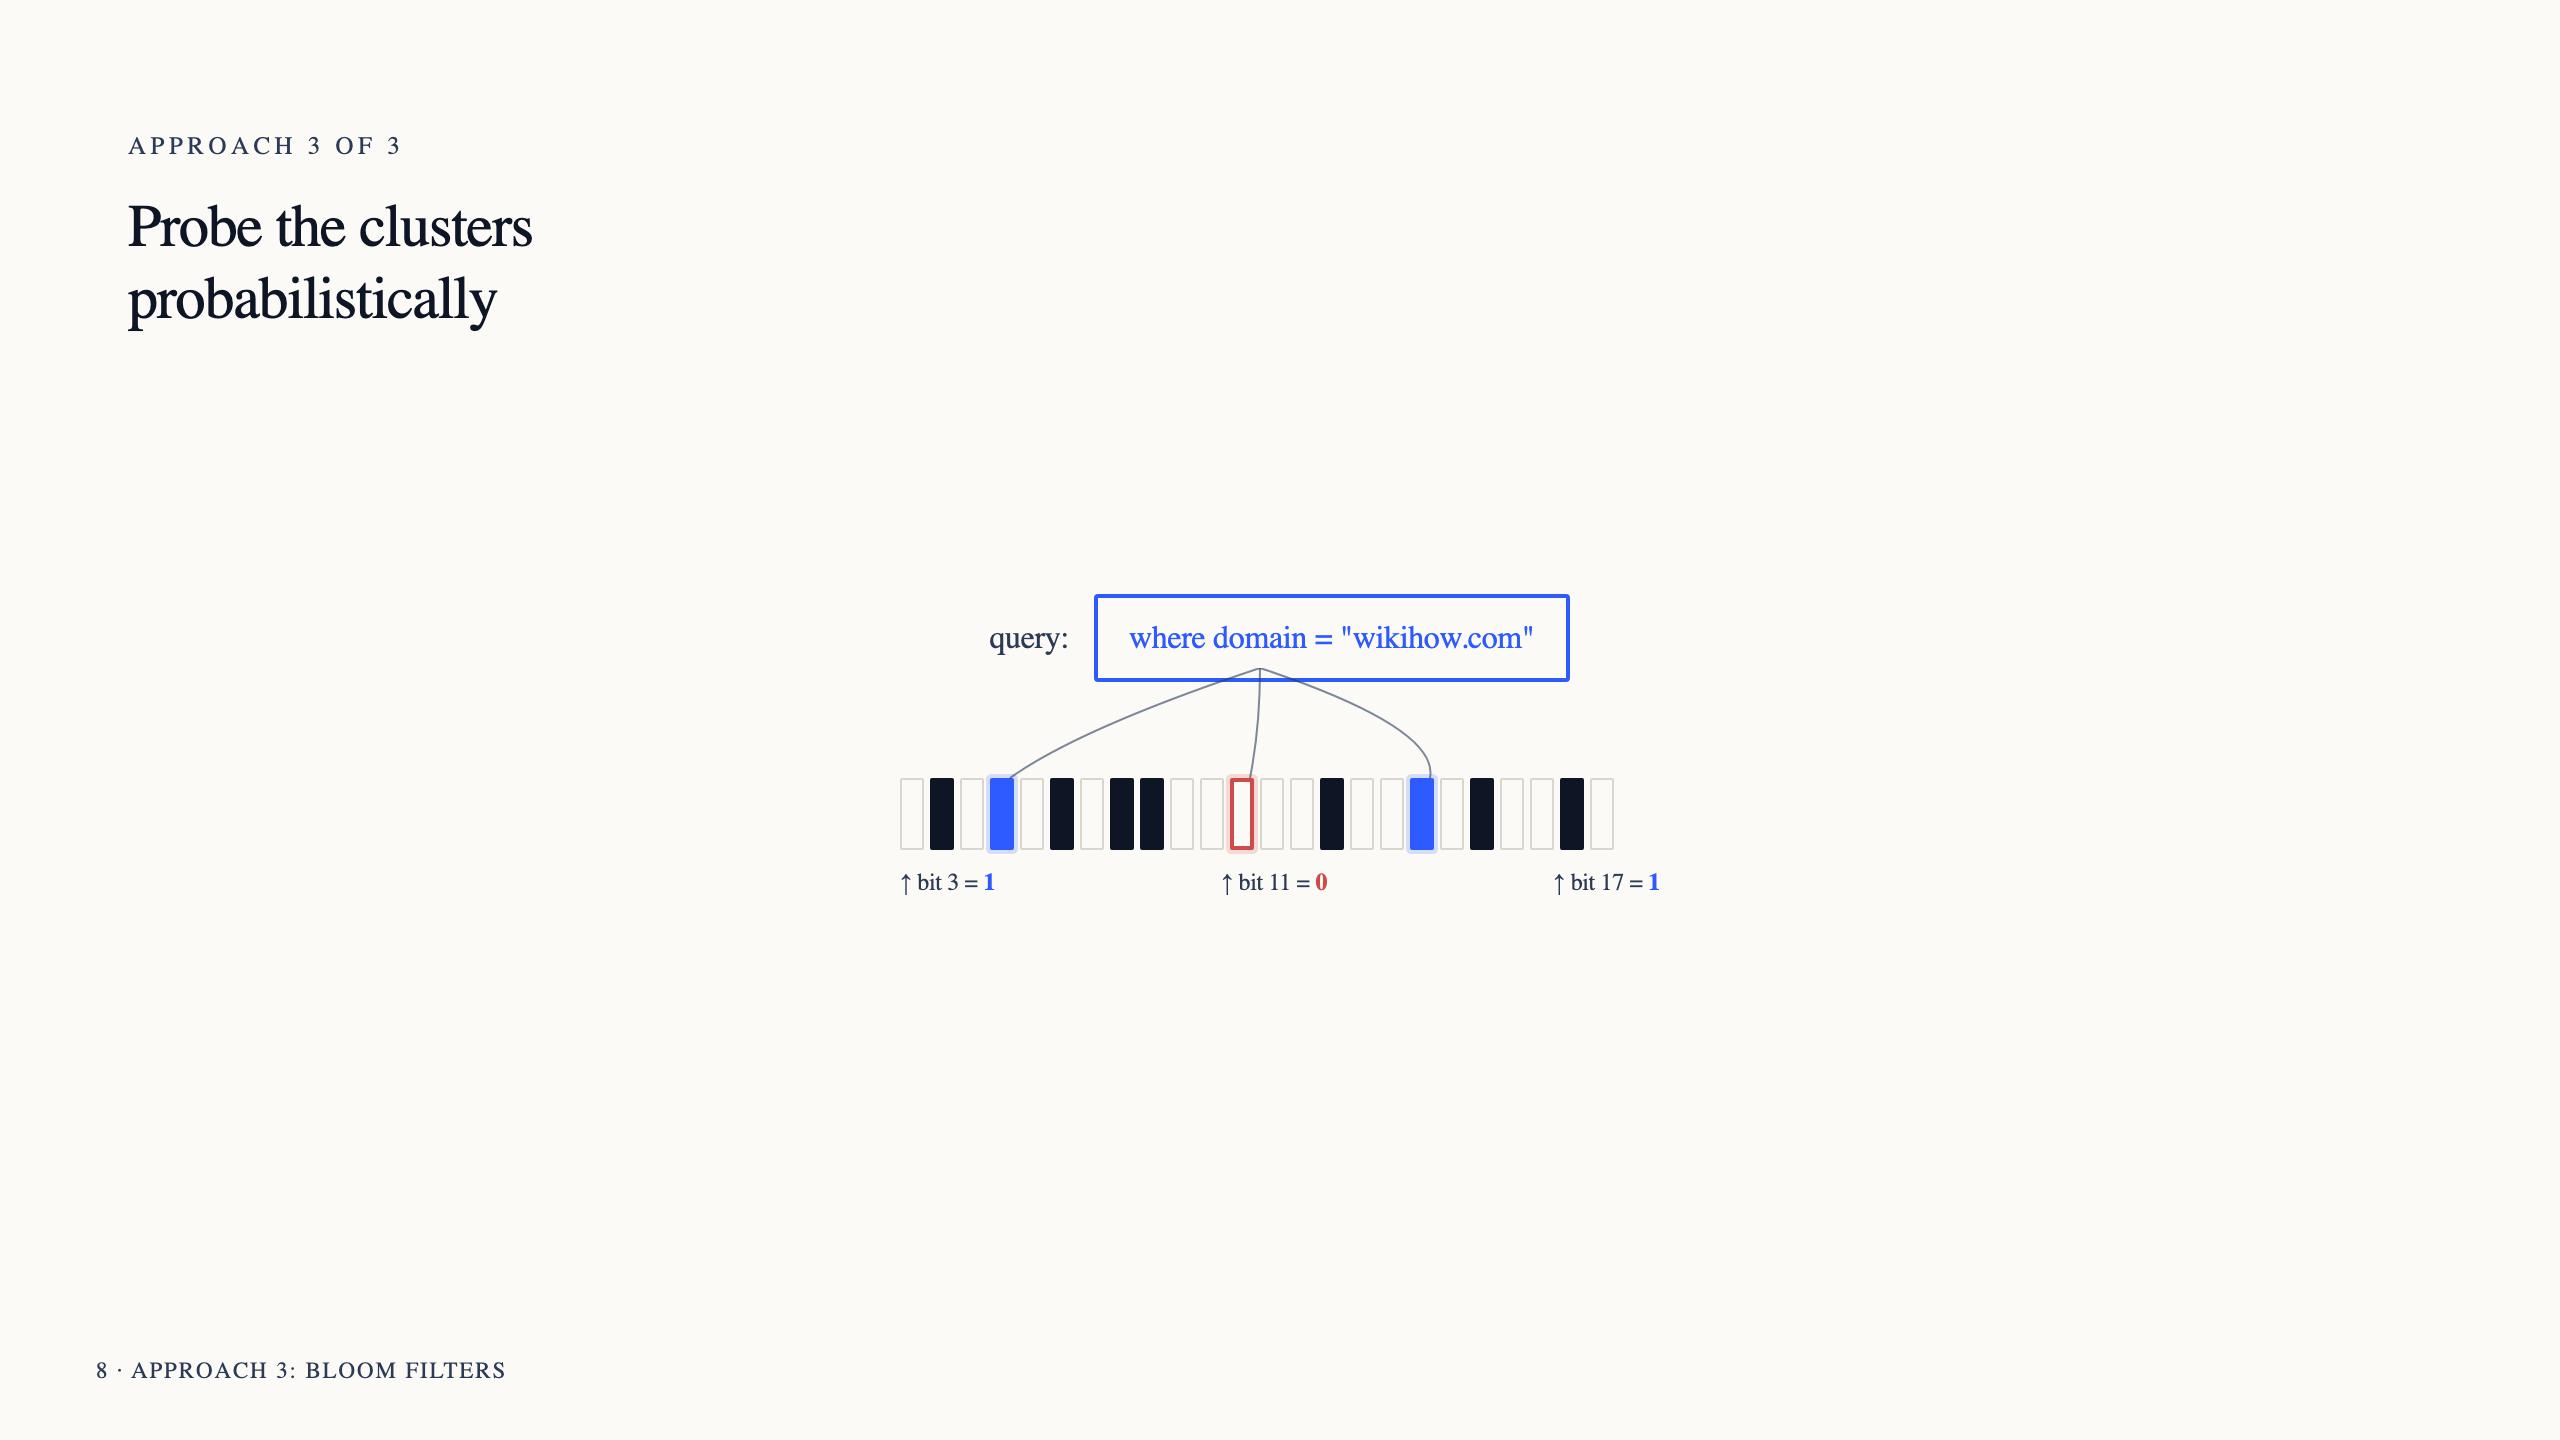 APPROACH 3 OF 3
Probe the clusters
probabilistically
query: where domain = "wikihow.com"
↑ bit 3 = 1 ↑ bit 11 = 0 ↑ bit 17 = 1
8 · APPROACH 3: BLOOM FILTERS